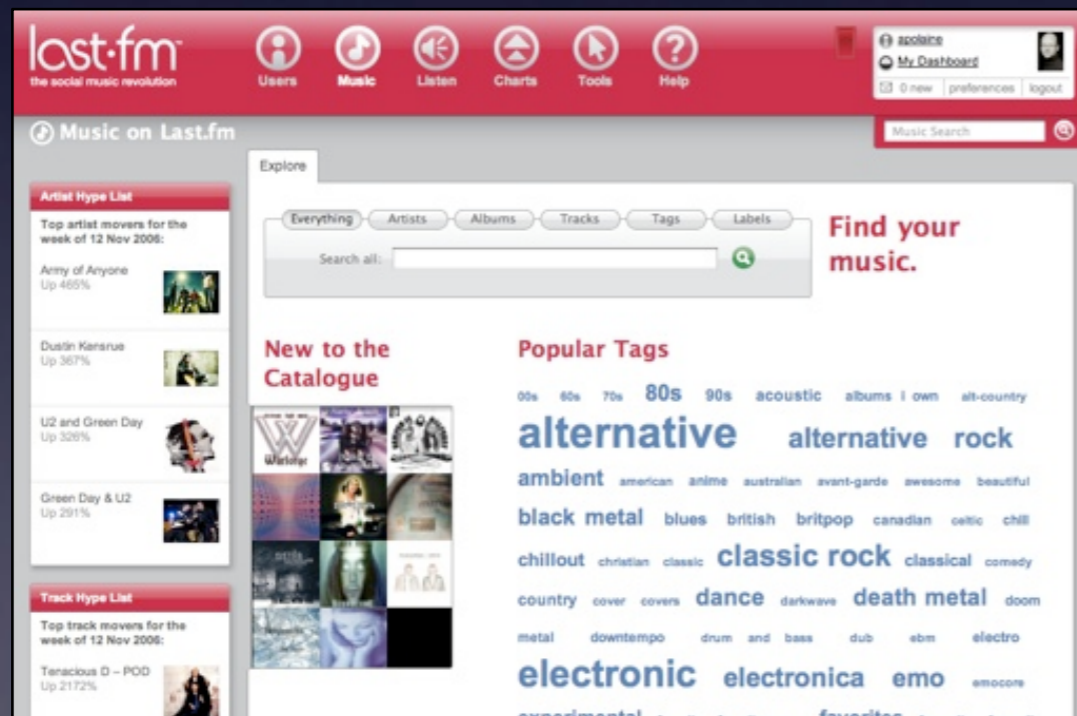 last·fm
the social music revolution
Users Music Listen Charts Tools Help
apolaine
My Dashboard
0 new preferences logout
Music on Last.fm
Music Search
Explore
Artist Hype List
Top artist movers for the
week of 12 Nov 2006:
Army of Anyone
Up 465%
Dustin Kensrue
Up 367%
U2 and Green Day
Up 326%
Green Day & U2
Up 291%
Track Hype List
Top track movers for the
week of 12 Nov 2006:
Tenacious D – POD
Up 2172%
Everything Artists Albums Tracks Tags Labels
Search all:
Find your
music.
New to the
Catalogue
Popular Tags
00s 60s 70s 80s 90s acoustic albums i own alt-country
alternative alternative rock
ambient american anime australian avant-garde awesome beautiful
black metal blues british britpop canadian celtic chill
chillout christian classic classic rock classical comedy
country cover covers dance darkwave death metal doom
metal downtempo drum and bass dub ebm electro
electronic electronica emo emocore
experimental favorites